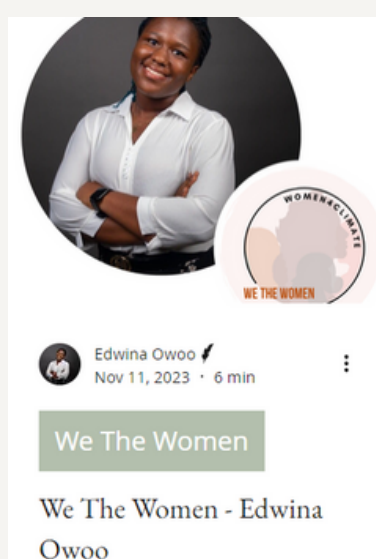 WOMEN4CLIMATE
WE THE WOMEN
Edwina Owoo
Nov 11, 2023 · 6 min
We The Women
We The Women - Edwina
Owoo